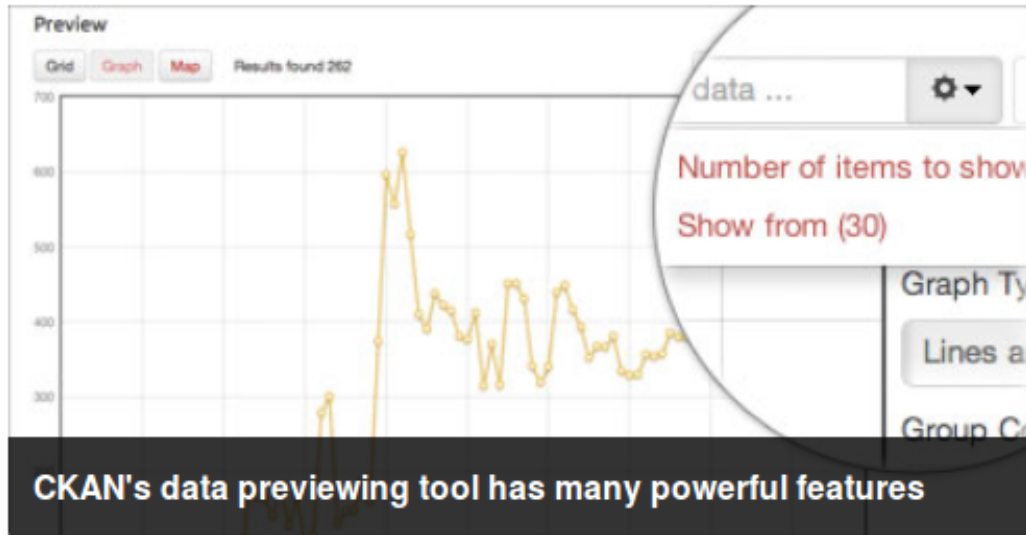 Preview
Grid Graph Map Results found 262
700
600
500
400
300
data ...
Number of items to show
Show from (30)
Graph Ty
Lines a
Group Co
CKAN's data previewing tool has many powerful features